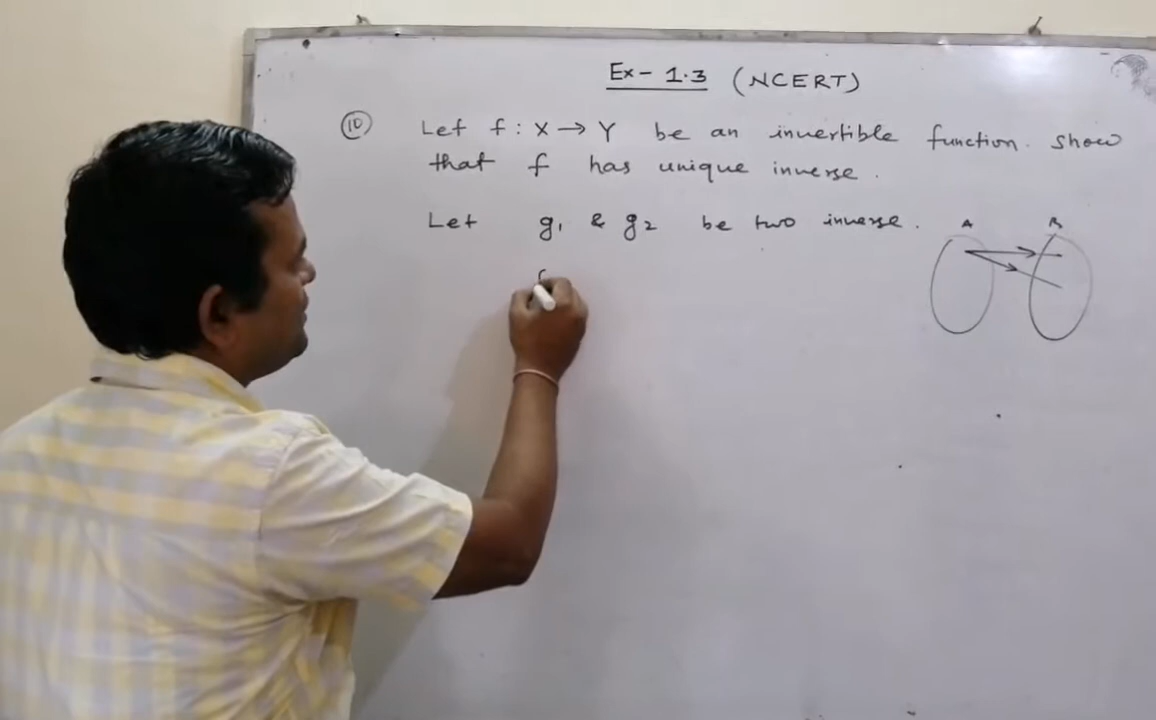 Ex- 1.3 (NCERT)
10 Let f : X → Y be an invertible function. Show
that f has unique inverse.
Let g₁ & g₂ be two inverse.
A B